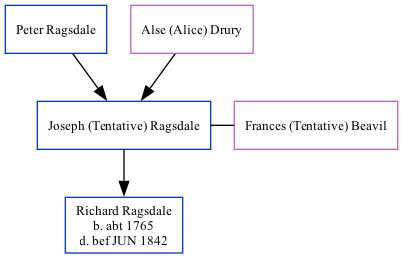 Peter Ragsdale
Alse (Alice) Drury
Joseph (Tentative) Ragsdale
Frances (Tentative) Beavil
Richard Ragsdale
b. abt 1765
d. bef JUN 1842